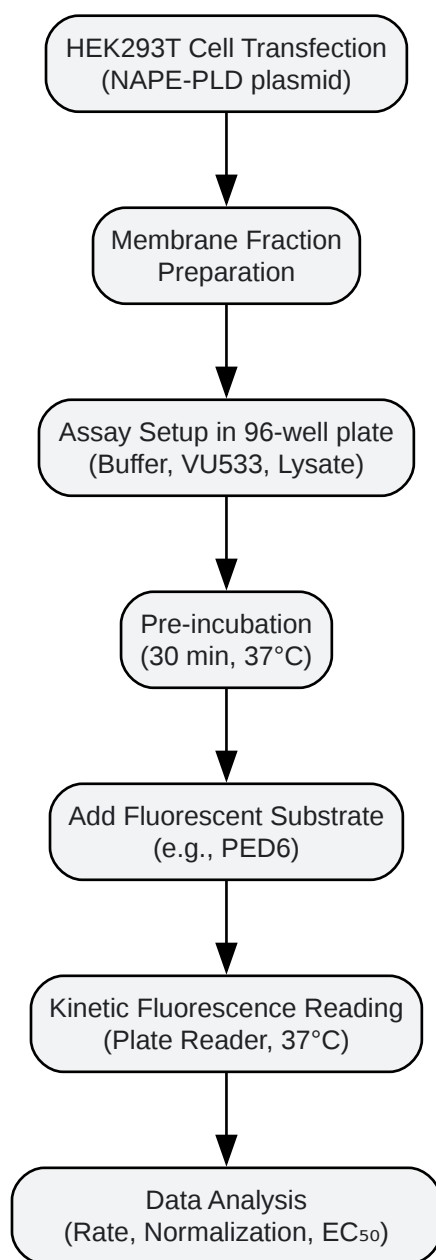 HEK293T Cell Transfection
(NAPE-PLD plasmid)
Membrane Fraction
Preparation
Assay Setup in 96-well plate
(Buffer, VU533, Lysate)
Pre-incubation
(30 min, 37°C)
Add Fluorescent Substrate
(e.g., PED6)
Kinetic Fluorescence Reading
(Plate Reader, 37°C)
Data Analysis
(Rate, Normalization, EC₅₀)